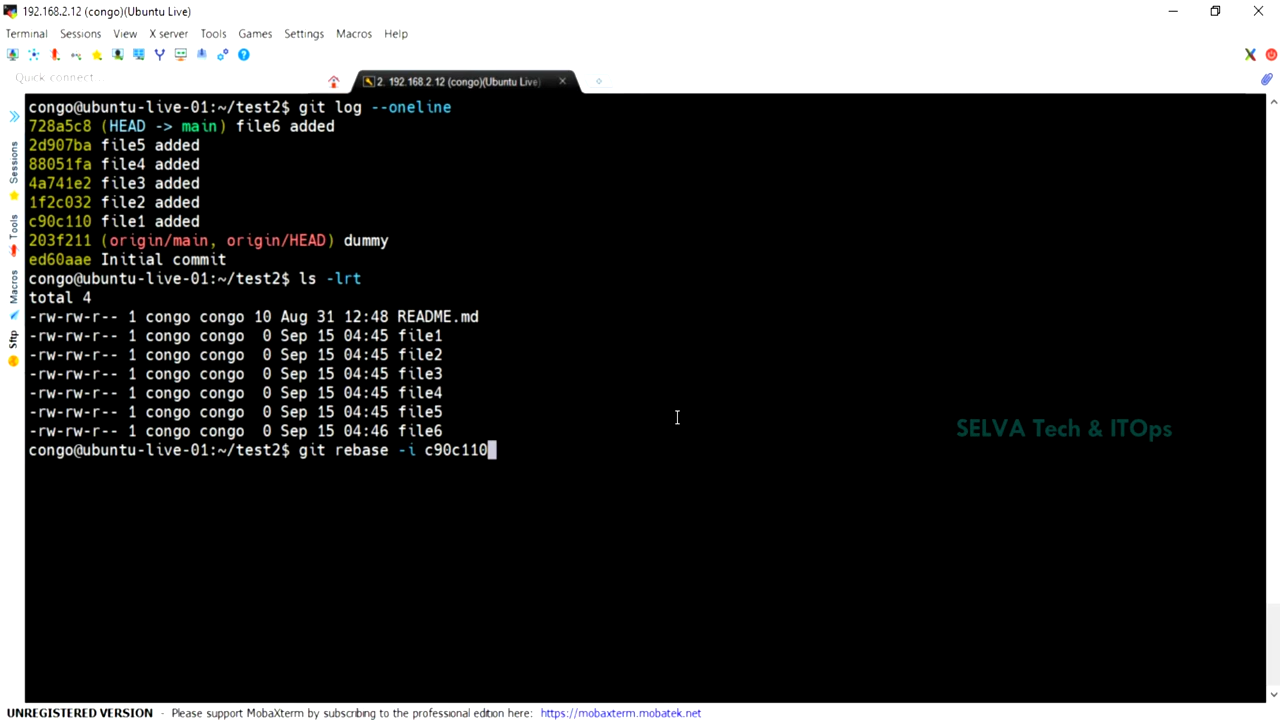 192.168.2.12 (congo)(Ubuntu Live)
Terminal Sessions View X server Tools Games Settings Macros Help
Quick connect...
2. 192.168.2.12 (congo)(Ubuntu Live)
Sessions
Tools
Macros
Sftp
congo@ubuntu-live-01:~/test2$ git log --oneline
728a5c8 (HEAD -> main) file6 added
2d907ba file5 added
88051fa file4 added
4a741e2 file3 added
1f2c032 file2 added
c90c110 file1 added
203f211 (origin/main, origin/HEAD) dummy
ed60aae Initial commit
congo@ubuntu-live-01:~/test2$ ls -lrt
total 4
-rw-rw-r-- 1 congo congo 10 Aug 31 12:48 README.md
-rw-rw-r-- 1 congo congo  0 Sep 15 04:45 file1
-rw-rw-r-- 1 congo congo  0 Sep 15 04:45 file2
-rw-rw-r-- 1 congo congo  0 Sep 15 04:45 file3
-rw-rw-r-- 1 congo congo  0 Sep 15 04:45 file4
-rw-rw-r-- 1 congo congo  0 Sep 15 04:45 file5
-rw-rw-r-- 1 congo congo  0 Sep 15 04:46 file6
congo@ubuntu-live-01:~/test2$ git rebase -i c90c110
SELVA Tech & ITOps
UNREGISTERED VERSION - Please support MobaXterm by subscribing to the professional edition here: https://mobaxterm.mobatek.net